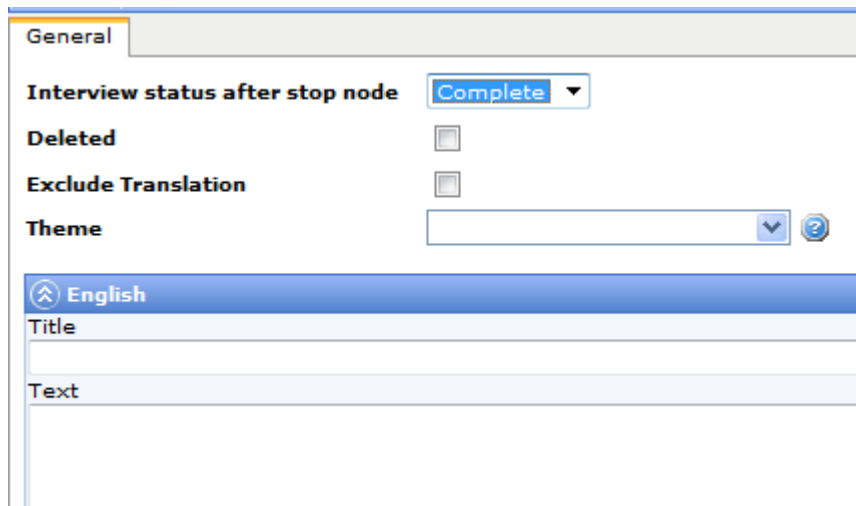 General
Interview status after stop node Complete
Deleted
Exclude Translation
Theme
English
Title
Text